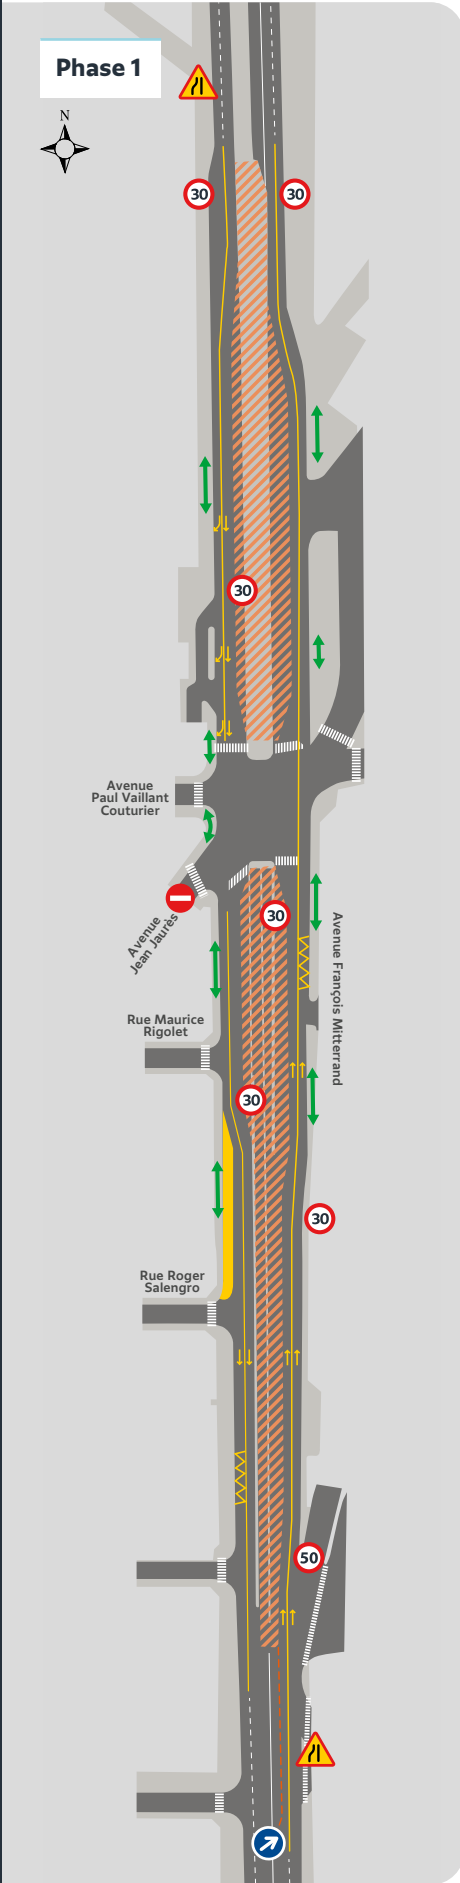 Phase 1
N
30
30
30
Avenue
Paul Vaillant
Couturier
Avenue
Jean Jaurès
30
Avenue François Mitterrand
Rue Maurice
Rigolet
30
30
Rue Roger
Salengro
50